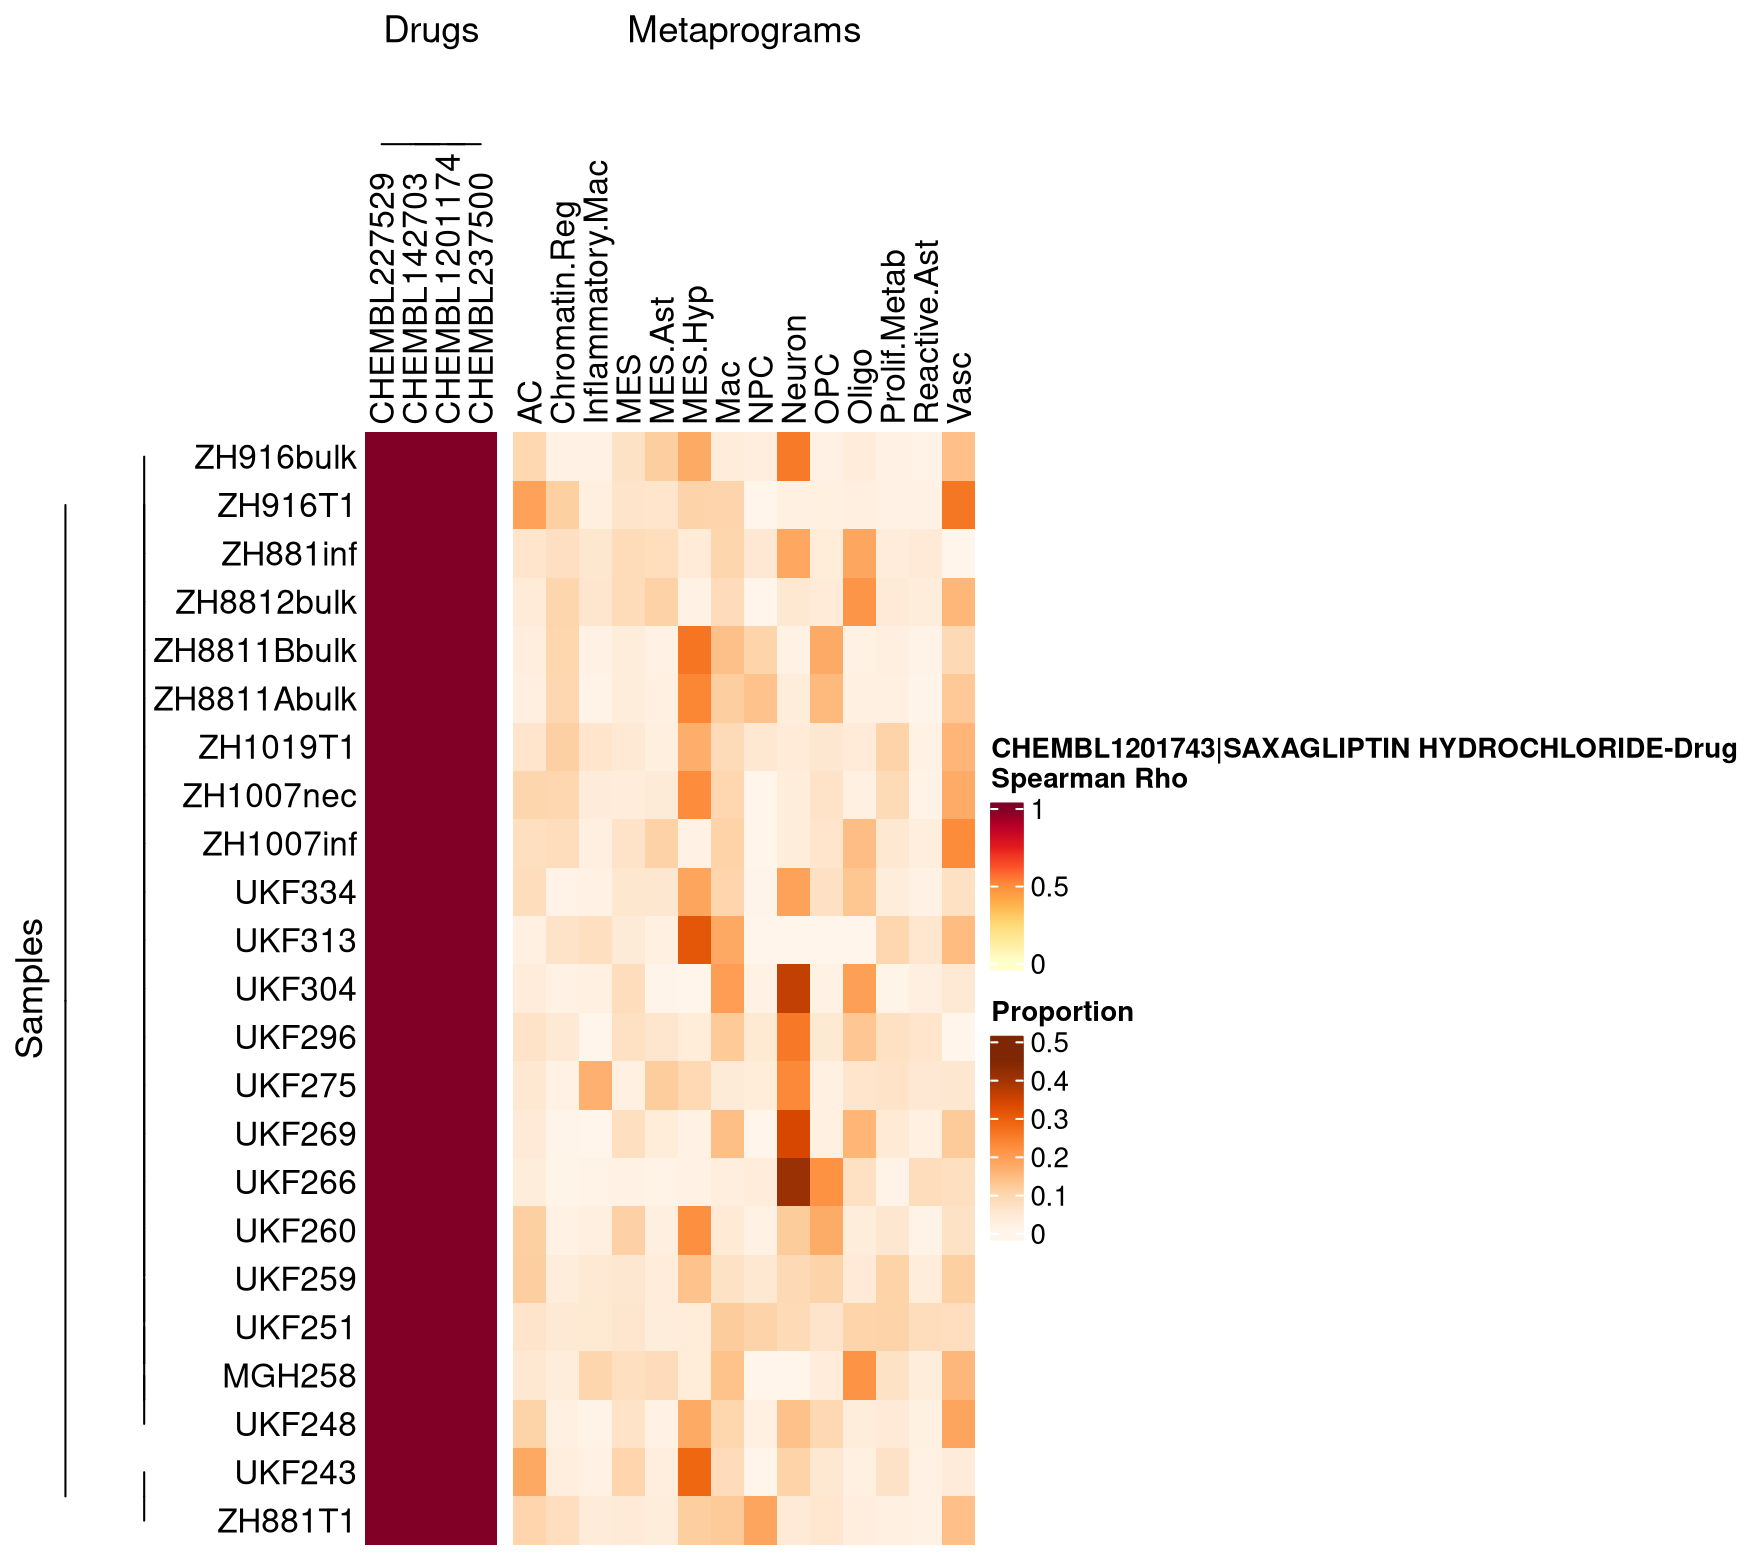 Drugs
Metaprograms
CHEMBL227529
CHEMBL142703
CHEMBL1201174
CHEMBL237500
AC
Chromatin.Reg
Inflammatory.Mac
MES
MES.Ast
MES.Hyp
Mac
NPC
Neuron
OPC
Oligo
Prolif.Metab
Reactive.Ast
Vasc
Samples
ZH916bulk
ZH916T1
ZH881inf
ZH8812bulk
ZH8811Bbulk
ZH8811Abulk
ZH1019T1
ZH1007nec
ZH1007inf
UKF334
UKF313
UKF304
UKF296
UKF275
UKF269
UKF266
UKF260
UKF259
UKF251
MGH258
UKF248
UKF243
ZH881T1
CHEMBL1201743|SAXAGLIPTIN HYDROCHLORIDE-Drug
Spearman Rho
1
0.5
0
Proportion
0.5
0.4
0.3
0.2
0.1
0